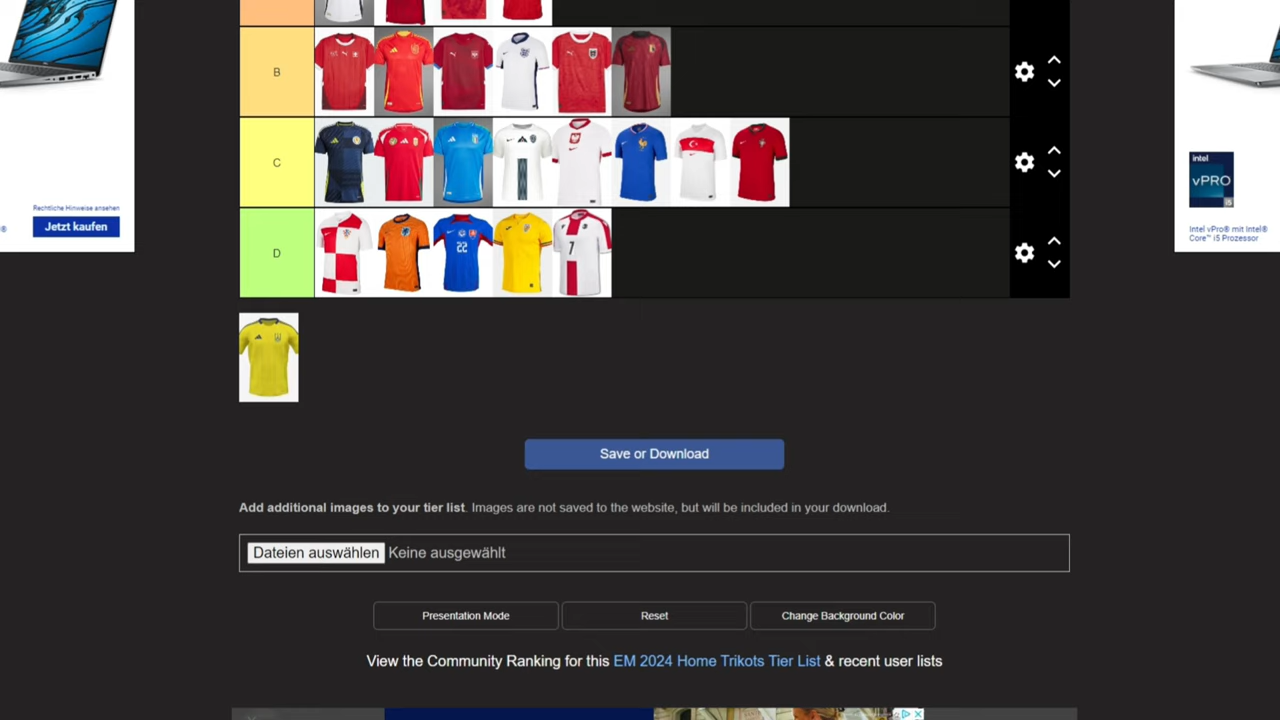 B
C
D
22
7
Rechtliche Hinweise ansehen
Jetzt kaufen
intel
vPRO
i5
Intel vPro® mit Intel®
Core™ i5 Prozessor
Save or Download
Add additional images to your tier list. Images are not saved to the website, but will be included in your download.
Dateien auswählen Keine ausgewählt
Presentation Mode
Reset
Change Background Color
View the Community Ranking for this EM 2024 Home Trikots Tier List & recent user lists